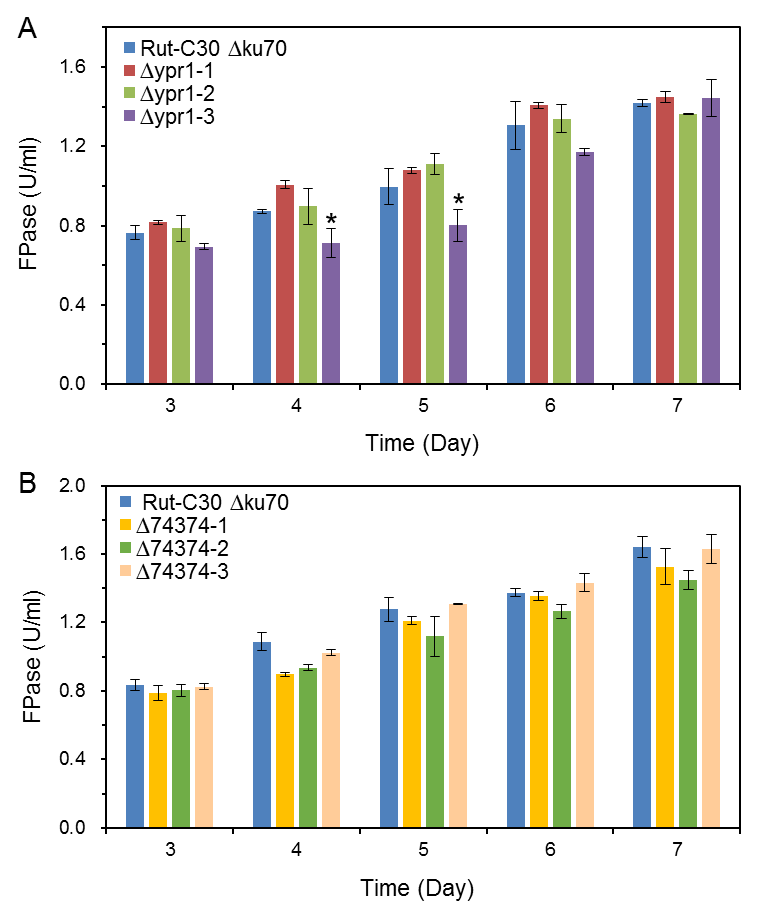 A
Rut-C30 Δku70
Δypr1-1
Δypr1-2
Δypr1-3
FPase (U/ml)
1.6
1.2
0.8
0.4
0.0
*
*
3 4 5 6 7
Time (Day)
B
Rut-C30 Δku70
Δ74374-1
Δ74374-2
Δ74374-3
FPase (U/ml)
2.0
1.6
1.2
0.8
0.4
0.0
3 4 5 6 7
Time (Day)